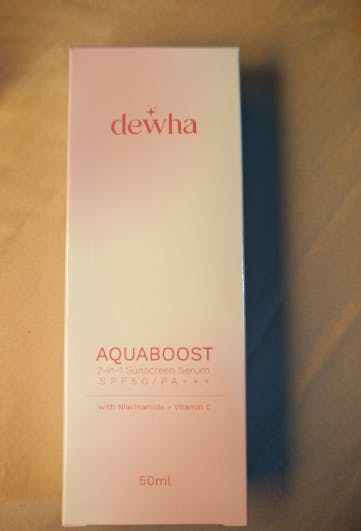 dewha
AQUABOOST
2-in-1 Sunscreen Serum
SPF50/PA+++
with Niacinamide + Vitamin C
50ml